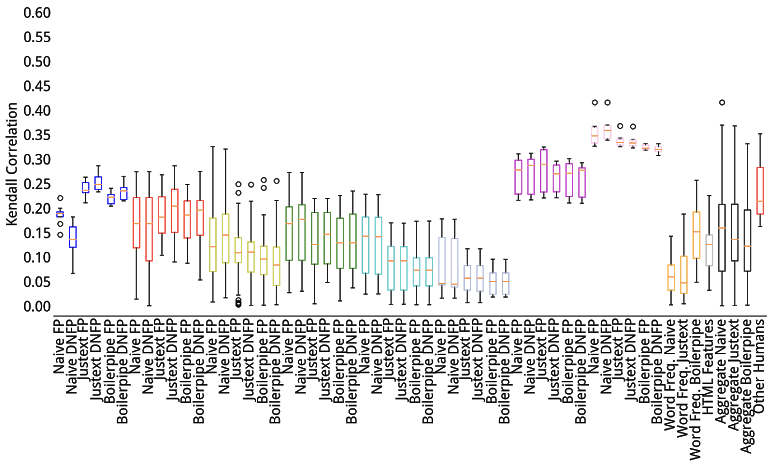 0.60
0.55
0.50
0.45
0.40
0.35
0.30
0.25
0.20
0.15
0.10
0.05
0.00
Kendall Correlation
Naive FP
Naive DNFP
Justext FP
Justext DNFP
Boilerpipe FP
Boilerpipe DNFP
Naive FP
Naive DNFP
Justext FP
Justext DNFP
Boilerpipe FP
Boilerpipe DNFP
Naive FP
Naive DNFP
Justext FP
Justext DNFP
Boilerpipe FP
Boilerpipe DNFP
Naive FP
Naive DNFP
Justext FP
Justext DNFP
Boilerpipe FP
Boilerpipe DNFP
Naive FP
Naive DNFP
Justext FP
Justext DNFP
Boilerpipe FP
Boilerpipe DNFP
Naive FP
Naive DNFP
Justext FP
Justext DNFP
Boilerpipe FP
Boilerpipe DNFP
Naive FP
Naive DNFP
Justext FP
Justext DNFP
Boilerpipe FP
Boilerpipe DNFP
Naive FP
Naive DNFP
Justext FP
Justext DNFP
Boilerpipe FP
Boilerpipe DNFP
Word Freq. Naive
Word Freq. Justext
Word Freq. Boilerpipe
HTML Features
Aggregate Naive
Aggregate Justext
Aggregate Boilerpipe
Other Humans